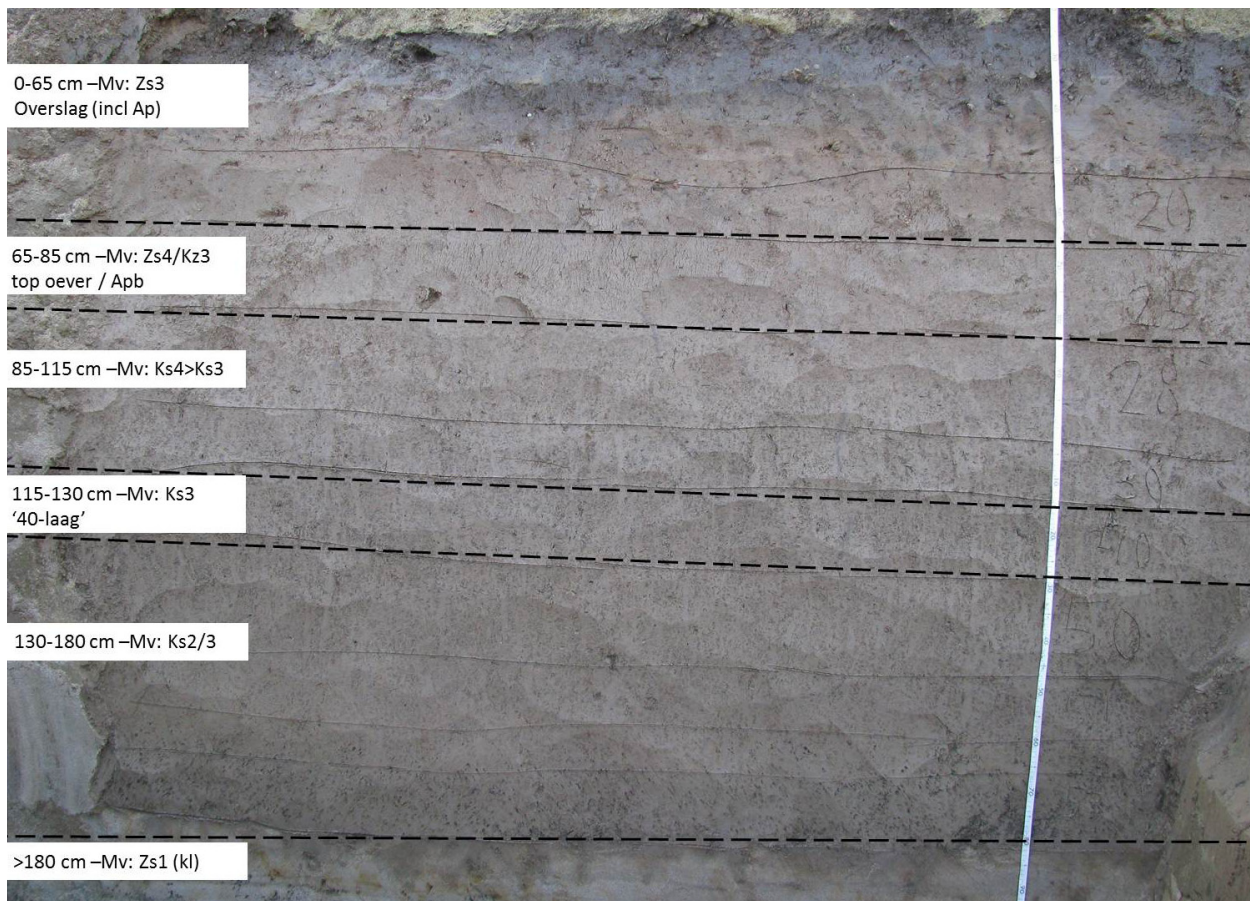 0-65 cm –Mv: Zs3
Overslag (incl Ap)
20
65-85 cm –Mv: Zs4/Kz3
top oever / Apb
25
85-115 cm –Mv: Ks4>Ks3
28
30
115-130 cm –Mv: Ks3
‘40-laag’
40
130-180 cm –Mv: Ks2/3
50
>180 cm –Mv: Zs1 (kl)